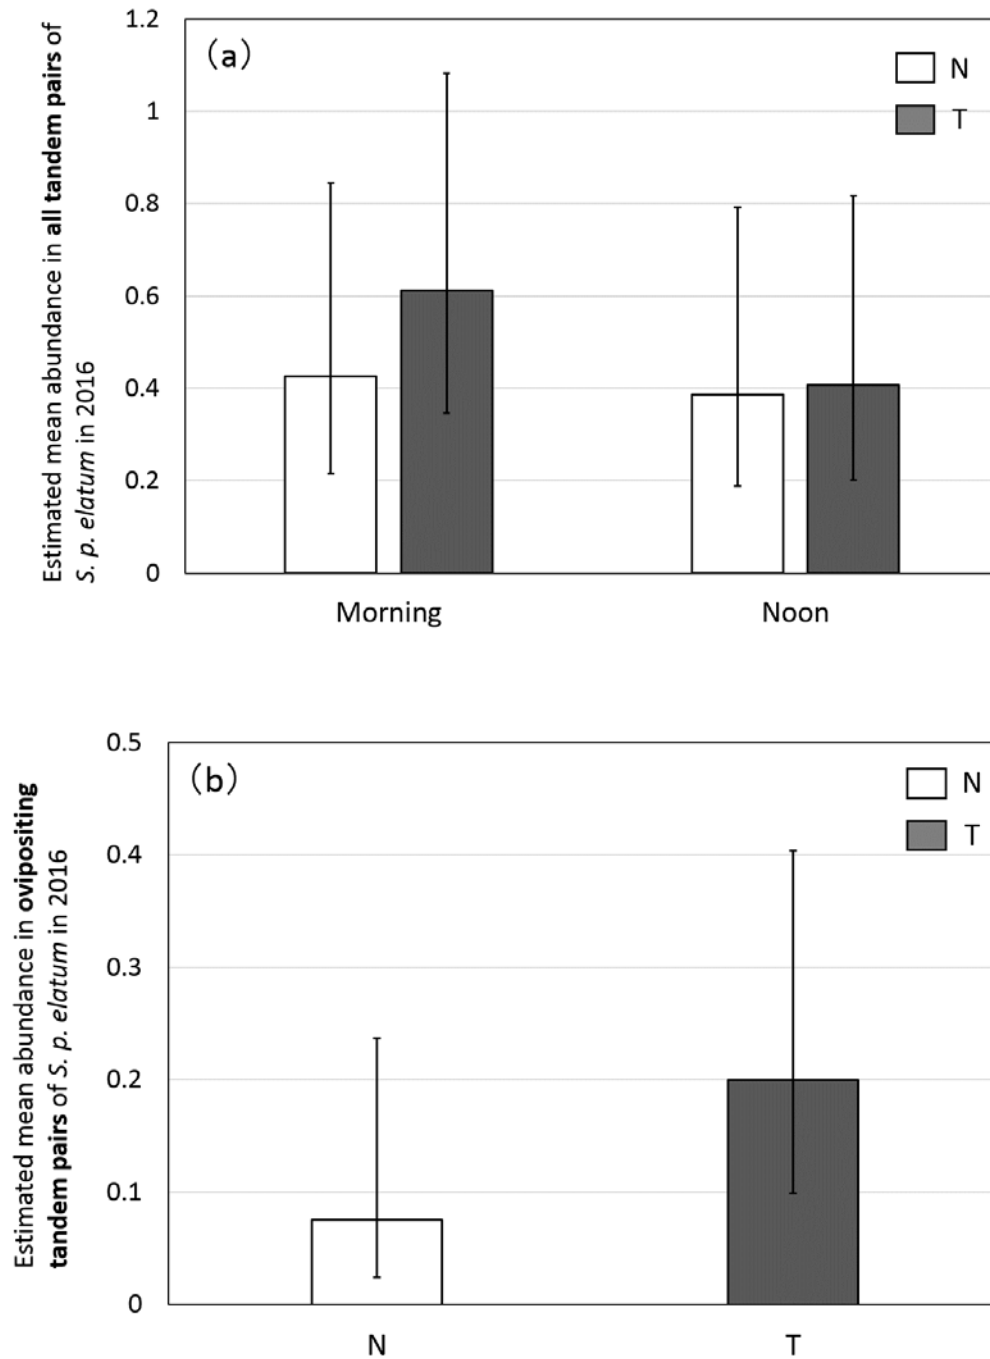 Estimated mean abundance in all tandem pairs of
S. p. elatum in 2016
1.2
1
0.8
0.6
0.4
0.2
0
(a)
N
T
Morning
Noon
Estimated mean abundance in ovipositing
tandem pairs of S. p. elatum in 2016
0.5
0.4
0.3
0.2
0.1
0
(b)
N
T
N
T